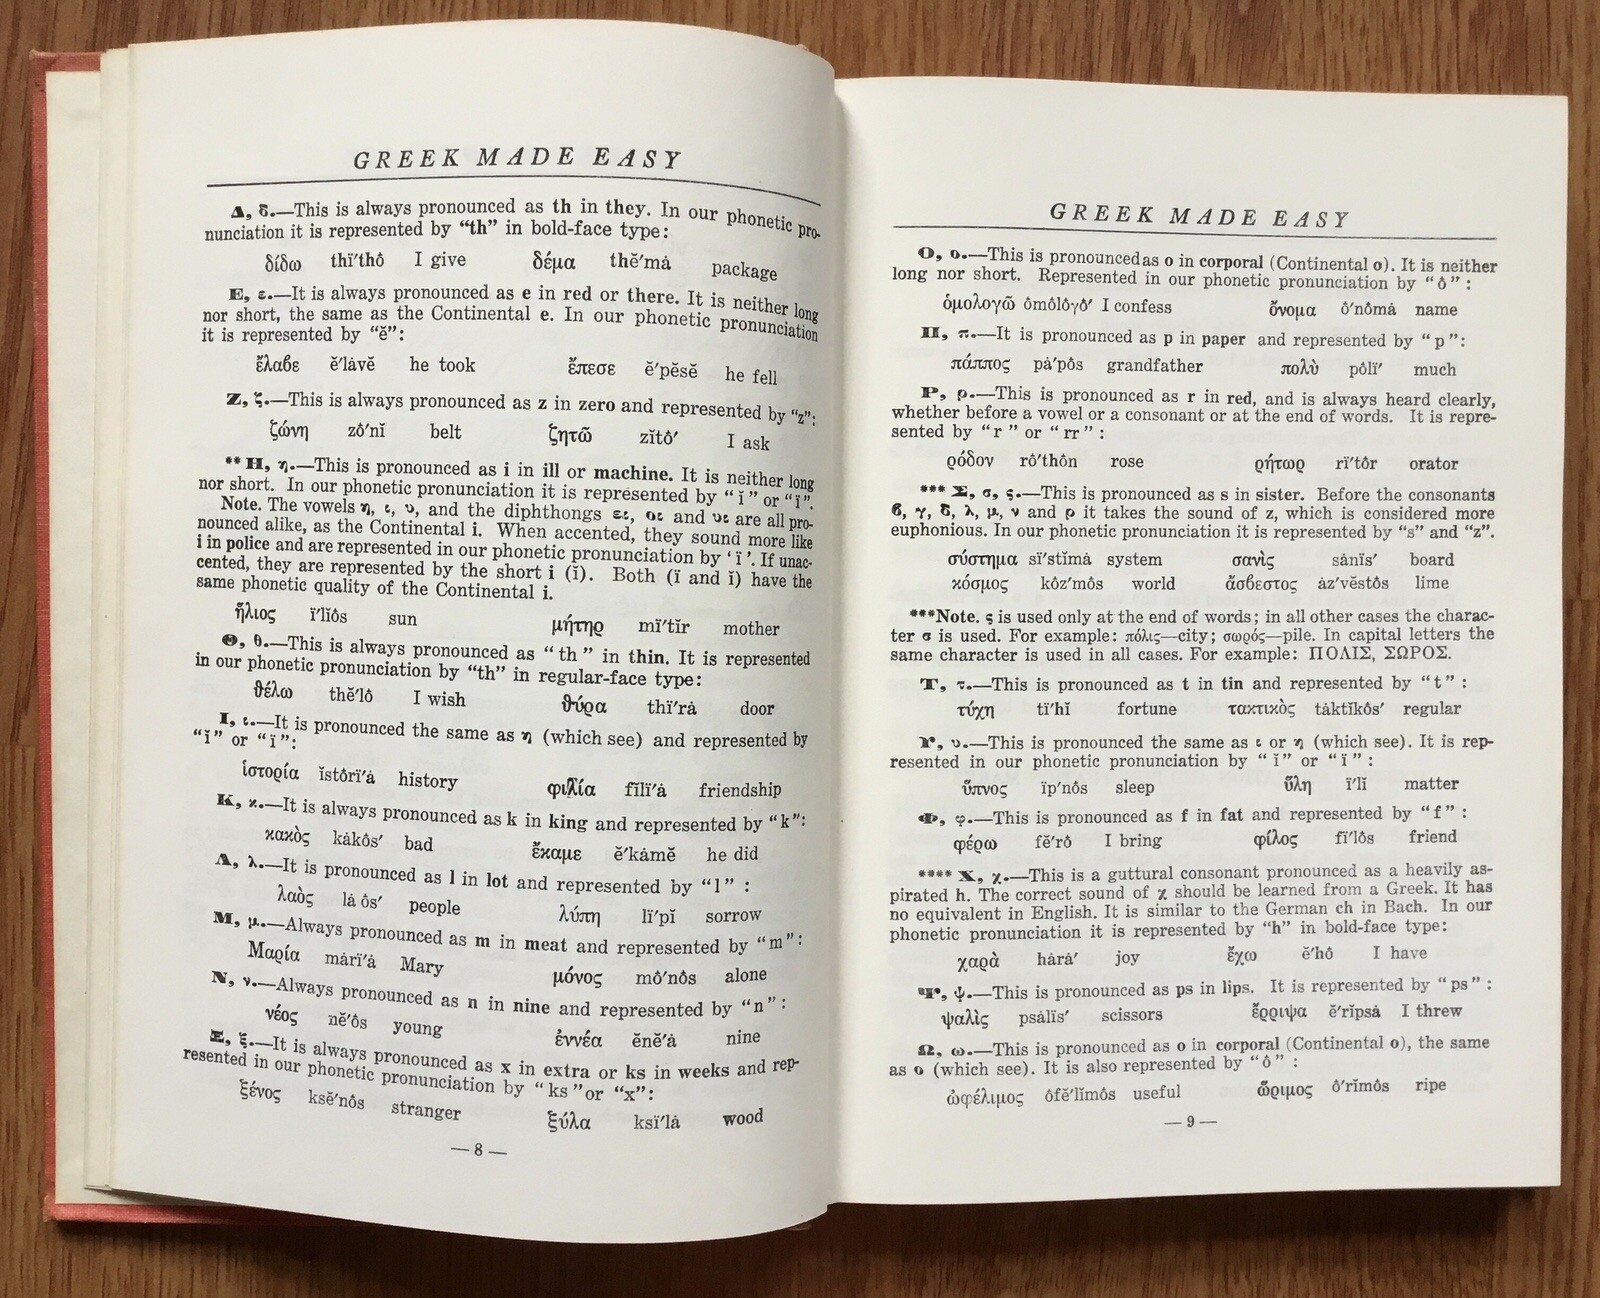 GREEK MADE EASY
Δ, δ.—This is always pronounced as th in they. In our phonetic pro-
nunciation it is represented by "th" in bold-face type:
δίδω thï′thô I give δέμα thĕ′mȧ package
Ε, ε.—It is always pronounced as e in red or there. It is neither long
nor short, the same as the Continental e. In our phonetic pronunciation
it is represented by "ĕ":
ἔλαβε ĕ′lȧvĕ he took ἔπεσε ĕ′pĕsĕ he fell
Ζ, ζ.—This is always pronounced as z in zero and represented by "z":
ζώνη zô′nĭ belt ζητῶ zĭtô′ I ask
** Η, η.—This is pronounced as i in ill or machine. It is neither long
nor short. In our phonetic pronunciation it is represented by "ĭ" or "ï".
Note. The vowels η, ι, υ, and the diphthongs ει, οι and υι are all pro-
nounced alike, as the Continental i. When accented, they sound more like
i in police and are represented in our phonetic pronunciation by 'ï'. If unac-
cented, they are represented by the short i (ĭ). Both (ï and ĭ) have the
same phonetic quality of the Continental i.
ἥλιος ï′lĭôs sun μήτηρ mï′tĭr mother
Θ, θ.—This is always pronounced as "th" in thin. It is represented
in our phonetic pronunciation by "th" in regular-face type:
θέλω thĕ′lô I wish θύρα thï′rȧ door
Ι, ι.—It is pronounced the same as η (which see) and represented by
"ĭ" or "ï":
ἱστορία ĭstôrï′ȧ history φιλία fĭlï′ȧ friendship
Κ, κ.—It is always pronounced as k in king and represented by "k":
κακὸς kȧkôs′ bad ἔκαμε ĕ′kȧmĕ he did
Λ, λ.—It is pronounced as l in lot and represented by "l" :
λαὸς lȧ ôs′ people λύπη lï′pĭ sorrow
Μ, μ.—Always pronounced as m in meat and represented by "m":
Μαρία mȧrï′ȧ Mary μόνος mô′nôs alone
Ν, ν.—Always pronounced as n in nine and represented by "n" :
νέος nĕ′ôs young ἐννέα ĕnĕ′ȧ nine
Ξ, ξ.—It is always pronounced as x in extra or ks in weeks and rep-
resented in our phonetic pronunciation by "ks" or "x":
ξένος ksĕ′nôs stranger ξύλα ksï′lȧ wood
— 8 —
GREEK MADE EASY
Ο, ο.—This is pronounced as o in corporal (Continental o). It is neither
long nor short. Represented in our phonetic pronunciation by "ô" :
ὁμολογῶ ômôlôγô′ I confess ὄνομα ô′nômȧ name
Π, π.—It is pronounced as p in paper and represented by "p":
πάππος pȧ′pôs grandfather πολὺ pôlï′ much
Ρ, ρ.—This is pronounced as r in red, and is always heard clearly,
whether before a vowel or a consonant or at the end of words. It is repre-
sented by "r" or "rr" :
ρόδον rô′thôn rose ρήτωρ rï′tôr orator
*** Σ, σ, ς.—This is pronounced as s in sister. Before the consonants
β, γ, δ, λ, μ, ν and ρ it takes the sound of z, which is considered more
euphonious. In our phonetic pronunciation it is represented by "s" and "z".
σύστημα sï′stĭmȧ system σανὶς sȧnïs′ board
κόσμος kôz′môs world ἄσβεστος ȧz′vĕstôs lime
***Note. ς is used only at the end of words; in all other cases the charac-
ter σ is used. For example: πόλις—city; σωρός—pile. In capital letters the
same character is used in all cases. For example: ΠΟΛΙΣ, ΣΩΡΟΣ.
Τ, τ.—This is pronounced as t in tin and represented by "t" :
τύχη tï′hĭ fortune τακτικὸς tȧktĭkôs′ regular
Υ, υ.—This is pronounced the same as ι or η (which see). It is rep-
resented in our phonetic pronunciation by "ĭ" or "ï" :
ὕπνος ïp′nôs sleep ὕλη ï′lĭ matter
Φ, φ.—This is pronounced as f in fat and represented by "f" :
φέρω fĕ′rô I bring φίλος fï′lôs friend
**** Χ, χ.—This is a guttural consonant pronounced as a heavily as-
pirated h. The correct sound of χ should be learned from a Greek. It has
no equivalent in English. It is similar to the German ch in Bach. In our
phonetic pronunciation it is represented by "h" in bold-face type:
χαρὰ hȧrȧ′ joy ἔχω ĕ′hô I have
Ψ, ψ.—This is pronounced as ps in lips. It is represented by "ps" :
ψαλὶς psȧlïs′ scissors ἔρριψα ĕ′rĭpsȧ I threw
Ω, ω.—This is pronounced as o in corporal (Continental o), the same
as ο (which see). It is also represented by "ô" :
ὠφέλιμος ôfĕ′lĭmôs useful ὥριμος ô′rĭmôs ripe
— 9 —